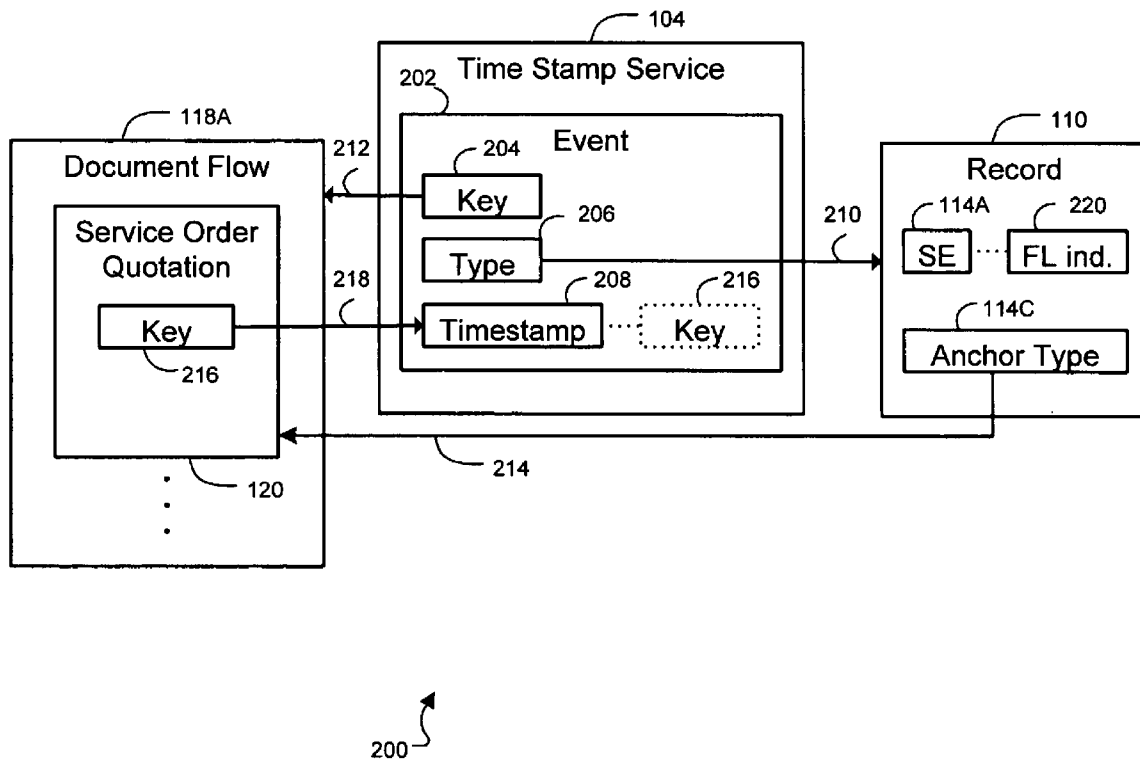 104
Time Stamp Service
202
Event
204
Key
206
Type
208
Timestamp
216
Key
118A
Document Flow
212
Service Order
Quotation
218
Key
216
120
210
110
Record
114A
220
SE
FL ind.
114C
Anchor Type
214
200